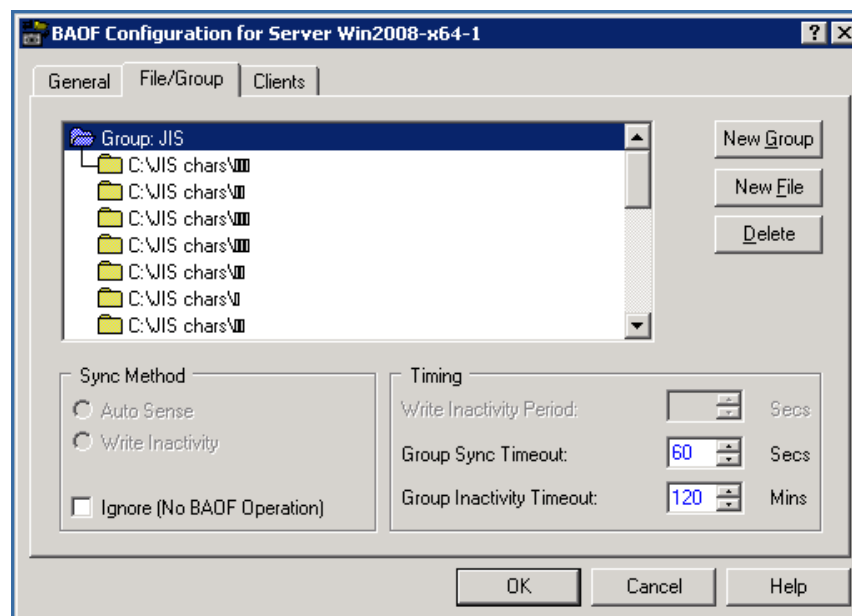 BAOF Configuration for Server Win2008-x64-1
General File/Group Clients
Group: JIS
C:\JIS chars\
C:\JIS chars\
C:\JIS chars\
C:\JIS chars\
C:\JIS chars\
C:\JIS chars\
C:\JIS chars\
New Group
New File
Delete
Sync Method
Auto Sense
Write Inactivity
Ignore (No BAOF Operation)
Timing
Write Inactivity Period: Secs
Group Sync Timeout: 60 Secs
Group Inactivity Timeout: 120 Mins
OK Cancel Help